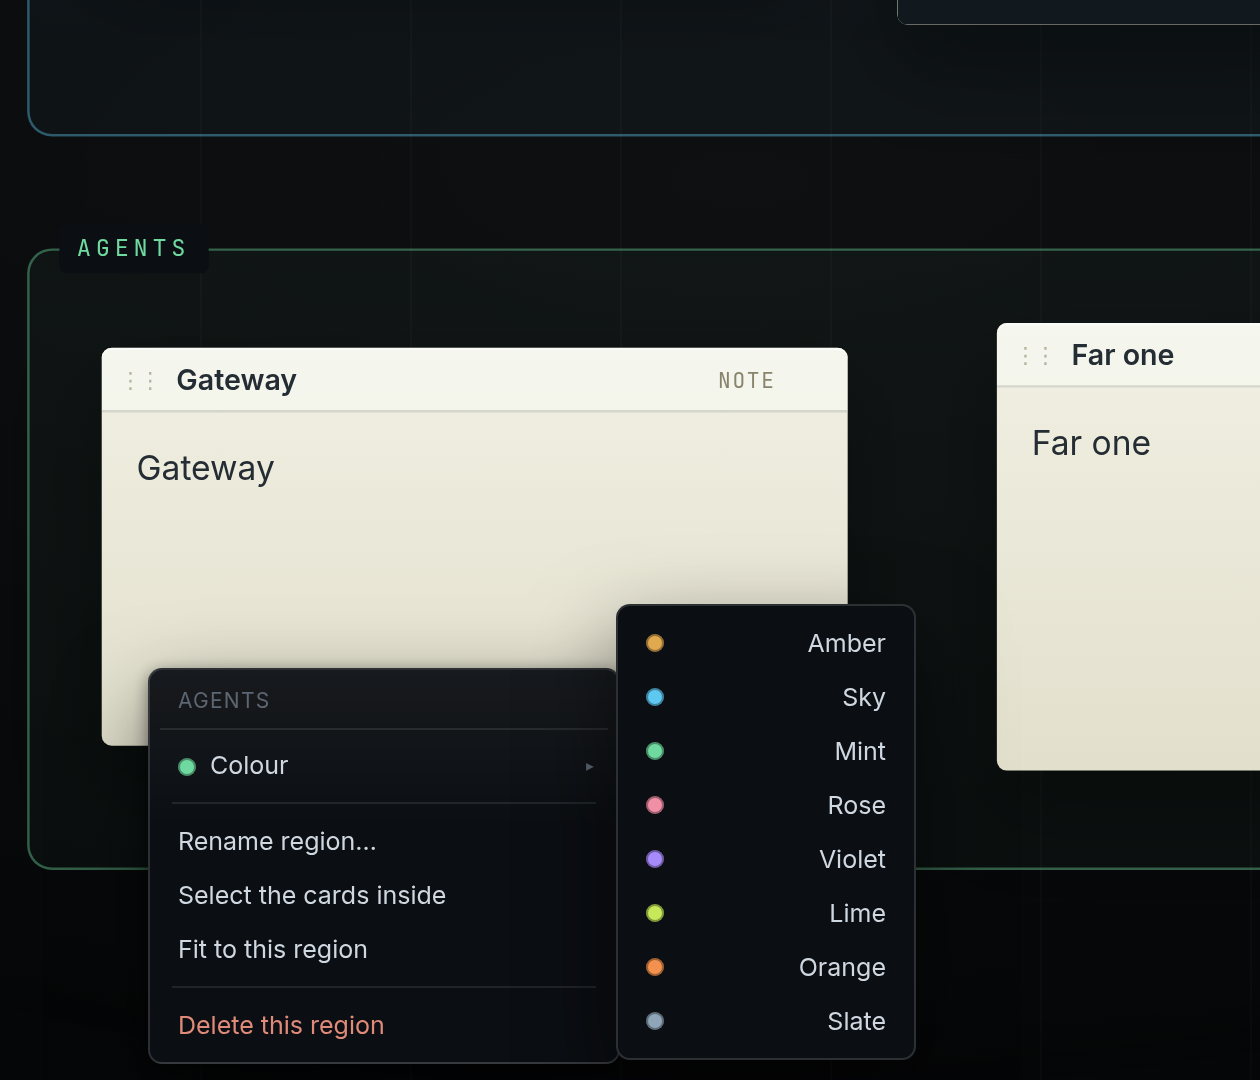 AGENTS
Gateway
NOTE
Gateway
Far one
Far one
AGENTS
Colour
Rename region...
Select the cards inside
Fit to this region
Delete this region
Amber
Sky
Mint
Rose
Violet
Lime
Orange
Slate